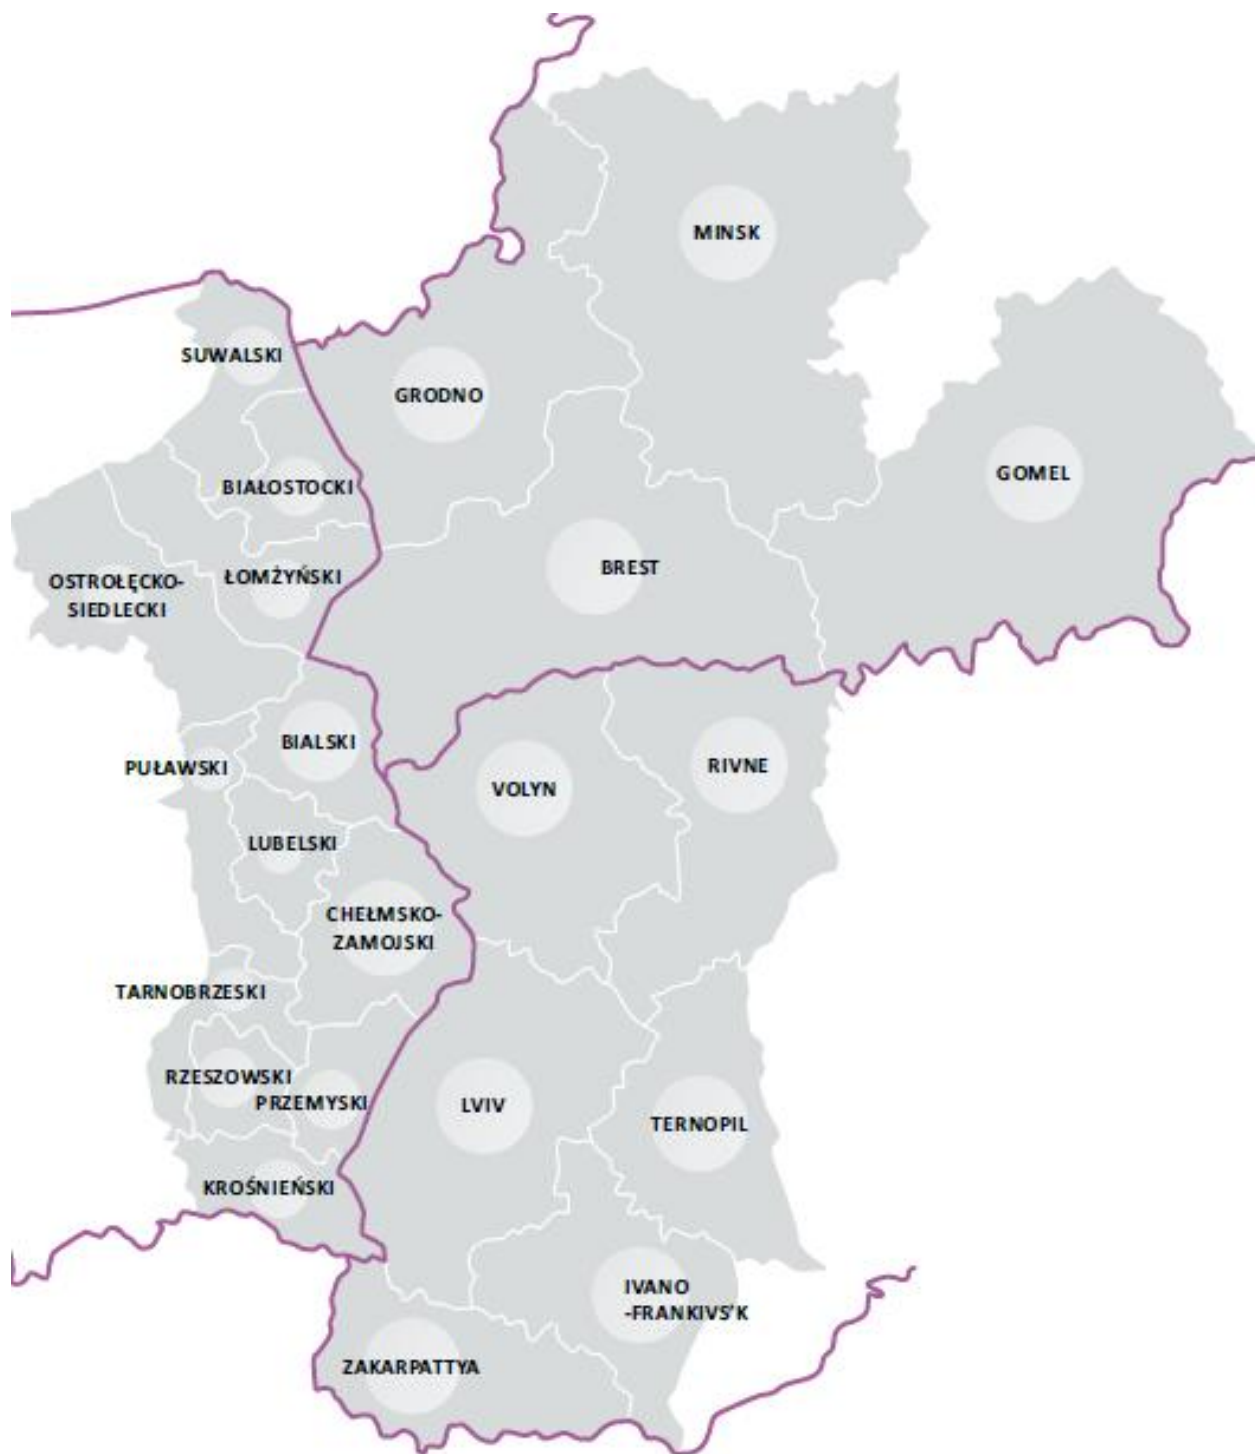 MINSK
SUWALSKI
GRODNO
GOMEL
BIAŁOSTOCKI
BREST
OSTROŁĘCKO-
SIEDLECKI
ŁOMŻYŃSKI
BIALSKI
PUŁAWSKI
VOLYN
RIVNE
LUBELSKI
CHEŁMSKO-
ZAMOJSKI
TARNOBRZESKI
RZESZOWSKI
PRZEMYSKI
LVIV
TERNOPIL
KROŚNIEŃSKI
IVANO
-FRANKIVS’K
ZAKARPATTYA